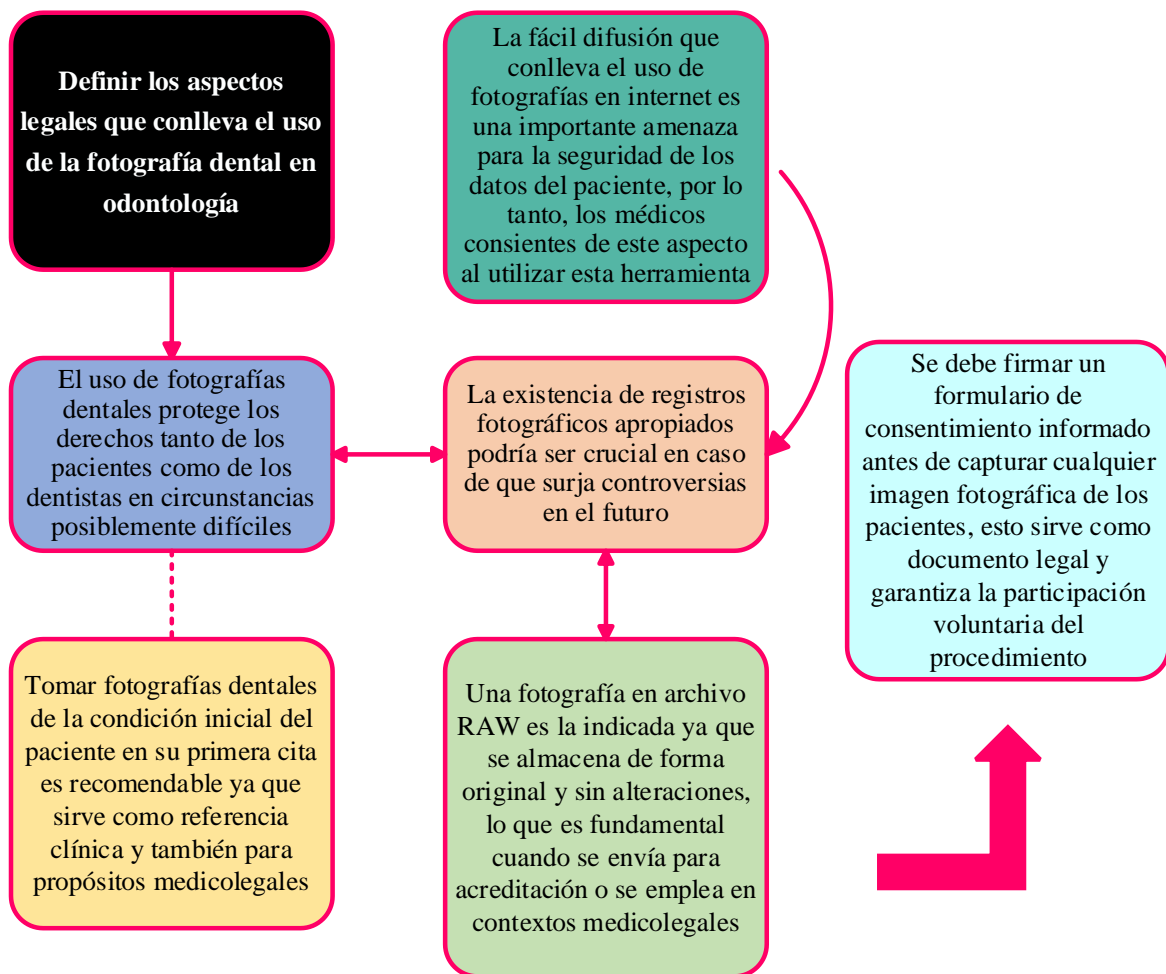 Definir los aspectos
legales que conlleva el uso
de la fotografía dental en
odontología
La fácil difusión que
conlleva el uso de
fotografías en internet es
una importante amenaza
para la seguridad de los
datos del paciente, por lo
tanto, los médicos
consientes de este aspecto
al utilizar esta herramienta
El uso de fotografías
dentales protege los
derechos tanto de los
pacientes como de los
dentistas en circunstancias
posiblemente difíciles
La existencia de registros
fotográficos apropiados
podría ser crucial en caso
de que surja controversias
en el futuro
Se debe firmar un
formulario de
consentimiento informado
antes de capturar cualquier
imagen fotográfica de los
pacientes, esto sirve como
documento legal y
garantiza la participación
voluntaria del
procedimiento
Tomar fotografías dentales
de la condición inicial del
paciente en su primera cita
es recomendable ya que
sirve como referencia
clínica y también para
propósitos medicolegales
Una fotografía en archivo
RAW es la indicada ya que
se almacena de forma
original y sin alteraciones,
lo que es fundamental
cuando se envía para
acreditación o se emplea en
contextos medicolegales